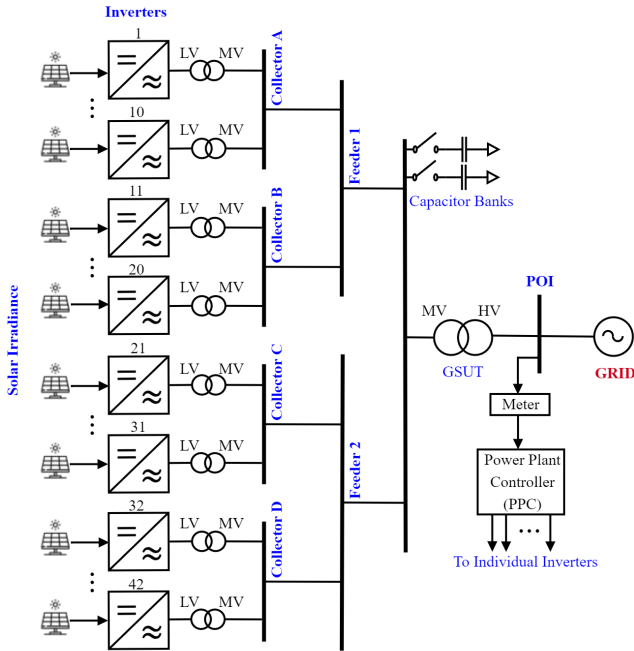 Inverters
1
LV MV
Collector A
10
LV MV
Feeder 1
Capacitor Banks
11
LV MV
Collector B
20
LV MV
Solar Irradiance
POI
MV HV
GSUT
GRID
Meter
Power Plant
Controller
(PPC)
To Individual Inverters
21
LV MV
Collector C
31
LV MV
Feeder 2
32
LV MV
Collector D
42
LV MV